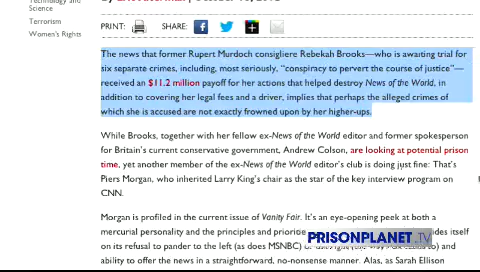 Technology and
Science
Terrorism
Women's Rights
PRINT: SHARE:
The news that former Rupert Murdoch consigliere Rebekah Brooks—who is awaiting trial for
six separate crimes, including, most seriously, "conspiracy to pervert the course of justice"—
received an $11.2 million payoff for her actions that helped destroy News of the World, in
addition to covering her legal fees and a driver, implies that perhaps the alleged crimes of
which she is accused are not exactly frowned upon by her higher-ups.
While Brooks, together with her fellow ex-News of the World editor and former spokesperson
for Britain's current conservative government, Andrew Colson, are looking at potential prison
time, yet another member of the ex-News of the World editor's club is doing just fine: That's
Piers Morgan, who inherited Larry King's chair as the star of the key interview program on
CNN.
Morgan is profiled in the current issue of Vanity Fair. It's an eye-opening peek at both a
mercurial personality and the principles and prioritie itself
on its refusal to pander to the left (as does MSNBC)
ability to offer the news in a straightforward, no-nonsense manner. Alas, as Sarah Ellison
PRISONPLANET.TV